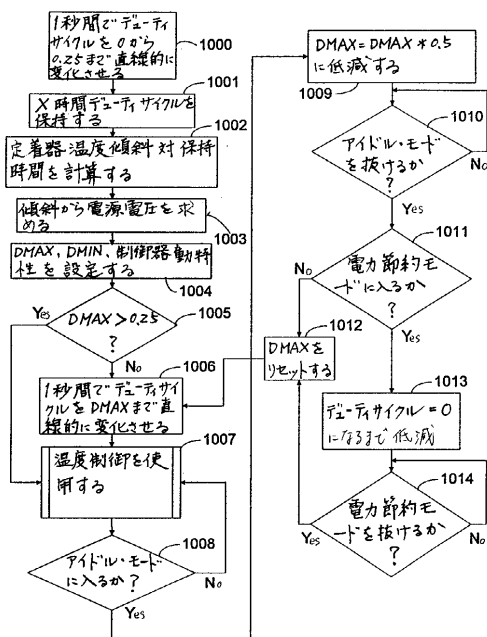 1秒間でデューティ
サイクルを0から
0.25まで直線的に
変化させる
1000
1001
X時間デューティサイクルを
保持する
1002
定着器温度傾斜対保持
時間を計算する
傾斜から電源電圧を求
める
1003
DMAX、DMIN、制御器動特
性を設定する
1004
DMAX>0.25
?
1005
Yes
No
1006
1秒間でデューティサイ
クルをDMAXまで直
線的に変化させる
1007
温度制御を使
用する
1008
アイドル・モード
に入るか?
No
Yes
DMAX=DMAX*0.5
に低減する
1009
1010
アイドル・モード
を抜けるか
?
No
Yes
1011
電力節約モ
ードに入るか
?
No
Yes
1012
DMAXを
リセットする
1013
デューティサイクル=0
になるまで低減
1014
電力節約モ
ードを抜けるか
?
Yes
No